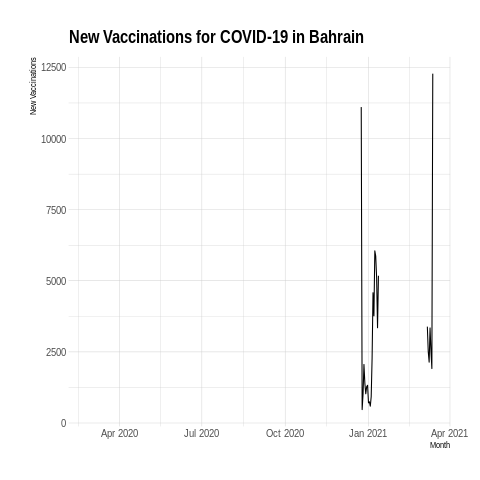 New Vaccinations for COVID-19 in Bahrain
New Vaccinations
12500
10000
7500
5000
2500
0
Apr 2020 Jul 2020 Oct 2020 Jan 2021 Apr 2021
Month